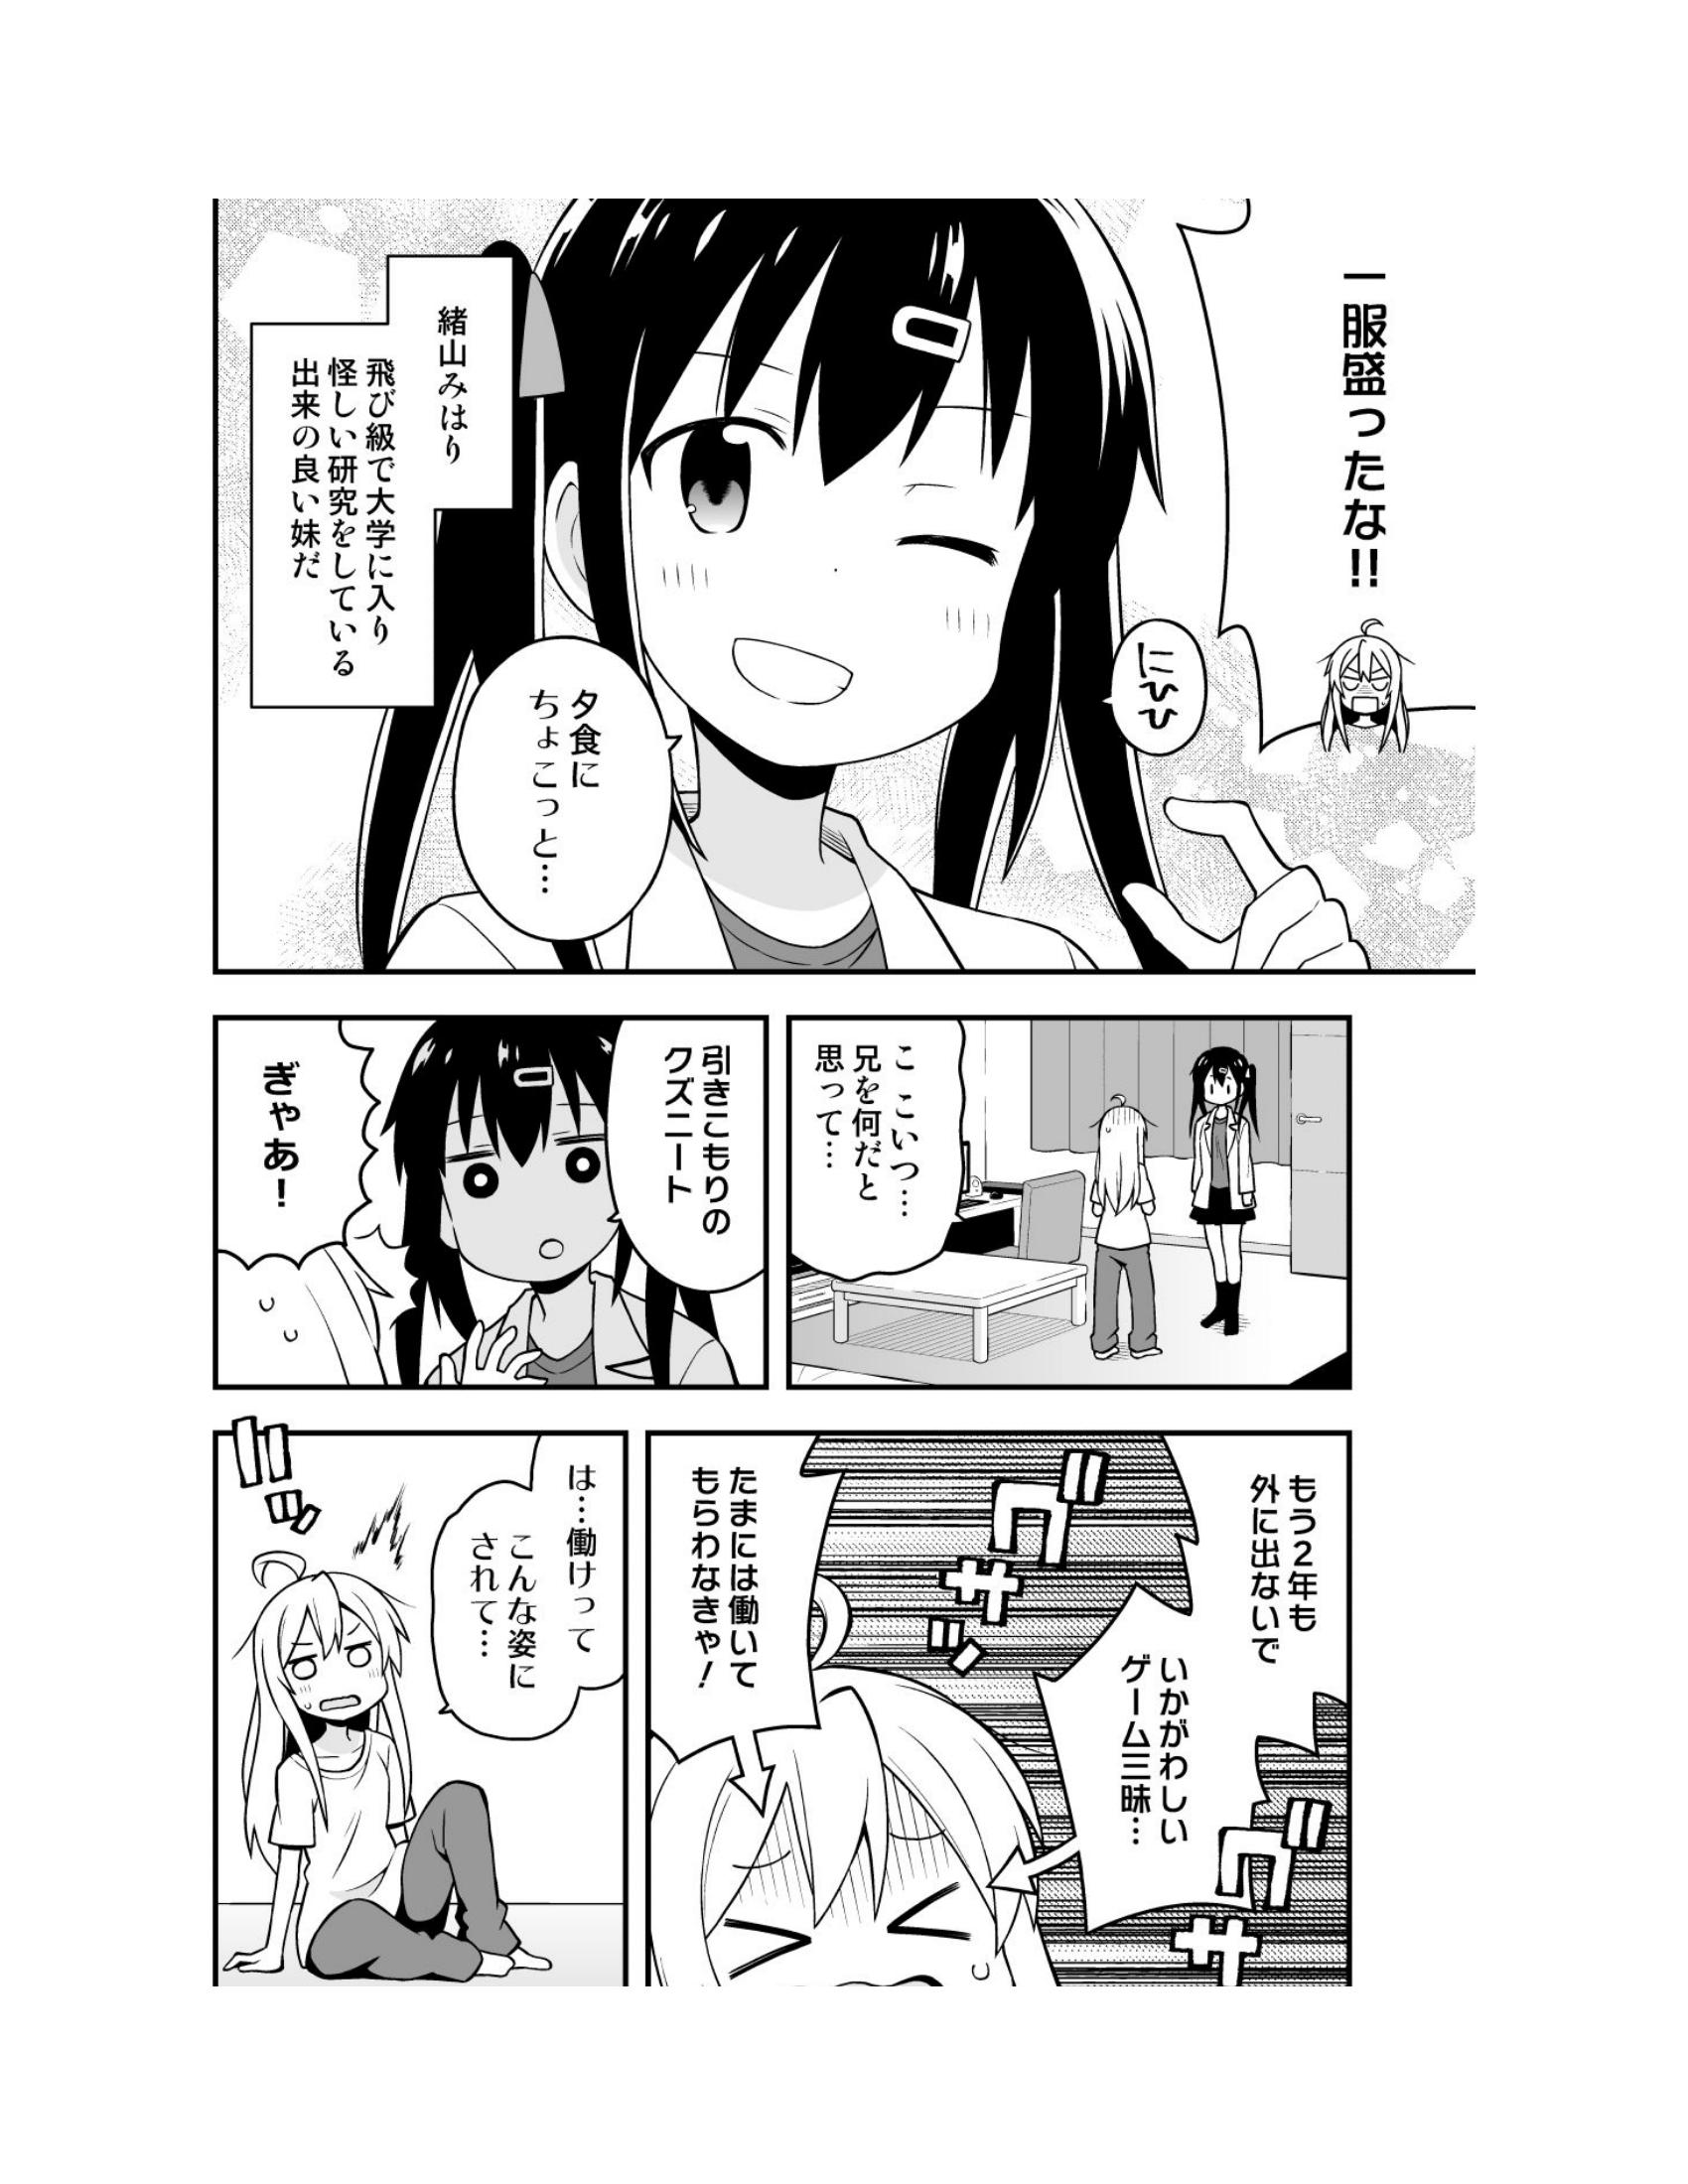 一服盛ったな!!
にひひ
夕食に
ちょこっと…
緒山みはり
飛び級で大学に入り
怪しい研究をしている
出来の良い妹だ
こ こいつ…
兄を何だと
思って…
引きこもりの
クズニート
ぎゃあ!
もう2年も
外に出ないで
グサ
いかがわしい
ゲーム三昧…
グサッ
たまには働いて
もらわなきゃ!
は…働けって
こんな姿に
されて…